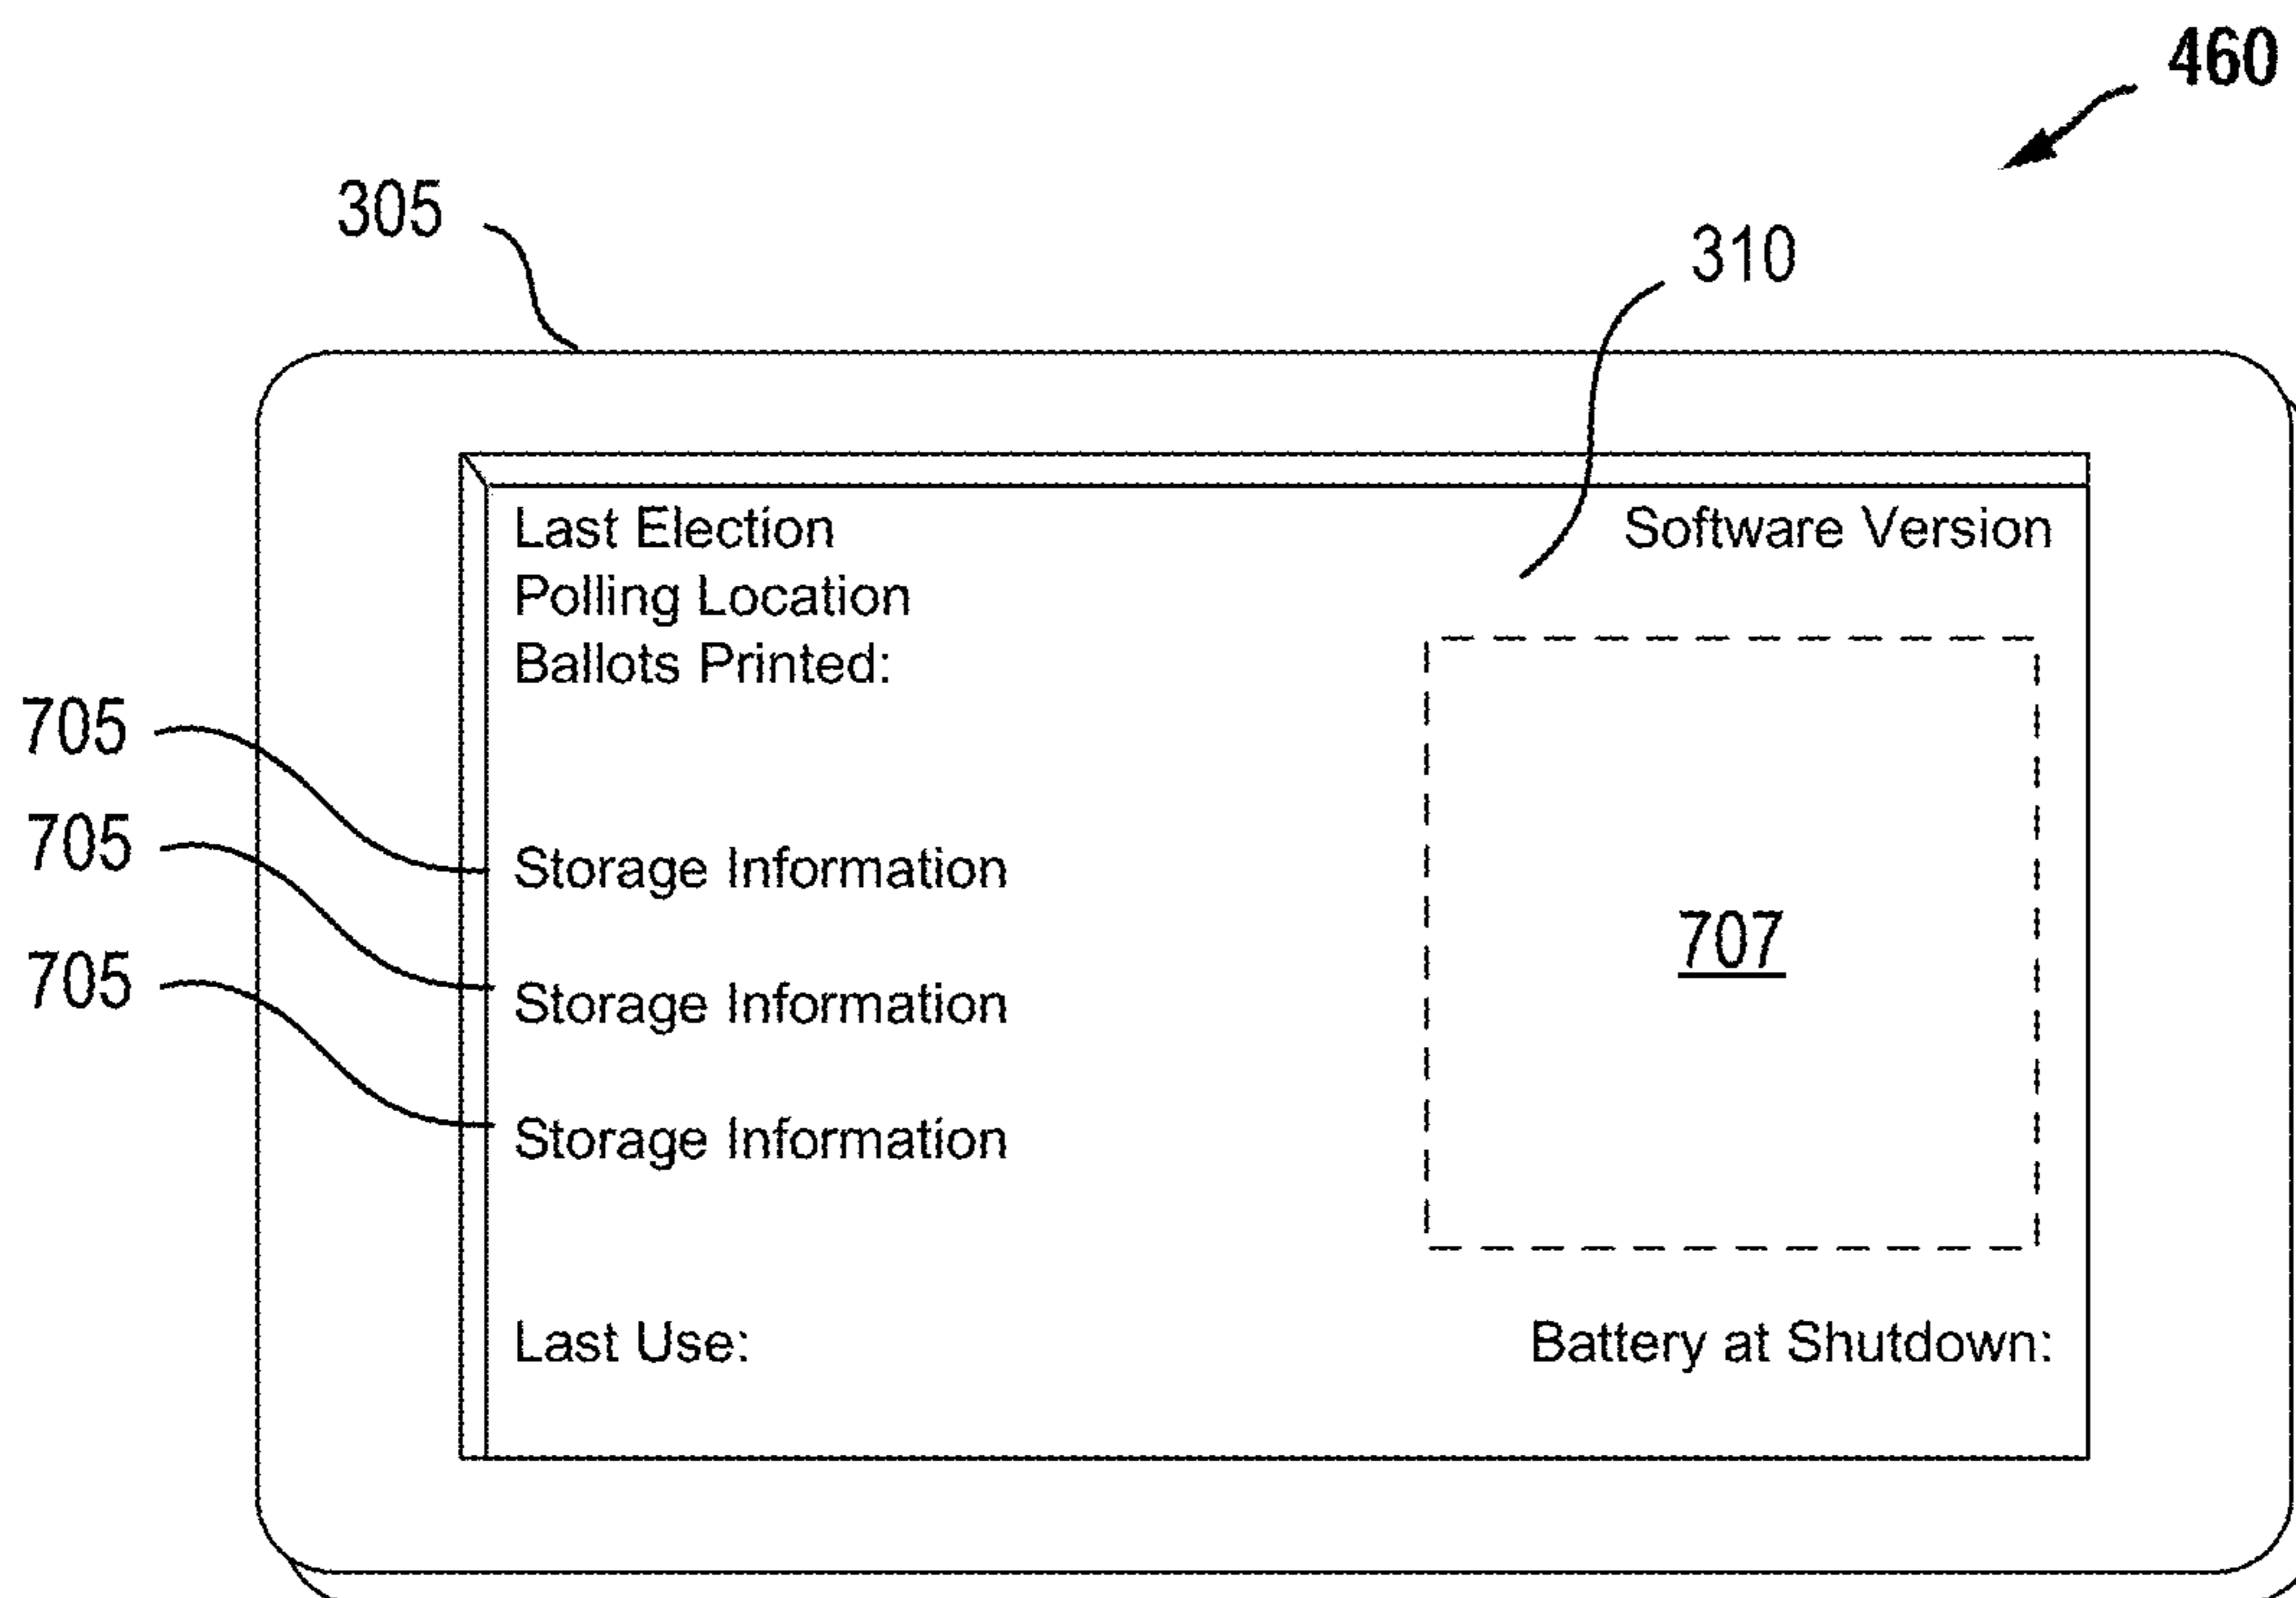 460
305
310
Last Election
Software Version
Polling Location
Ballots Printed:
705
705
705
Storage Information
Storage Information
Storage Information
707
Last Use:
Battery at Shutdown: